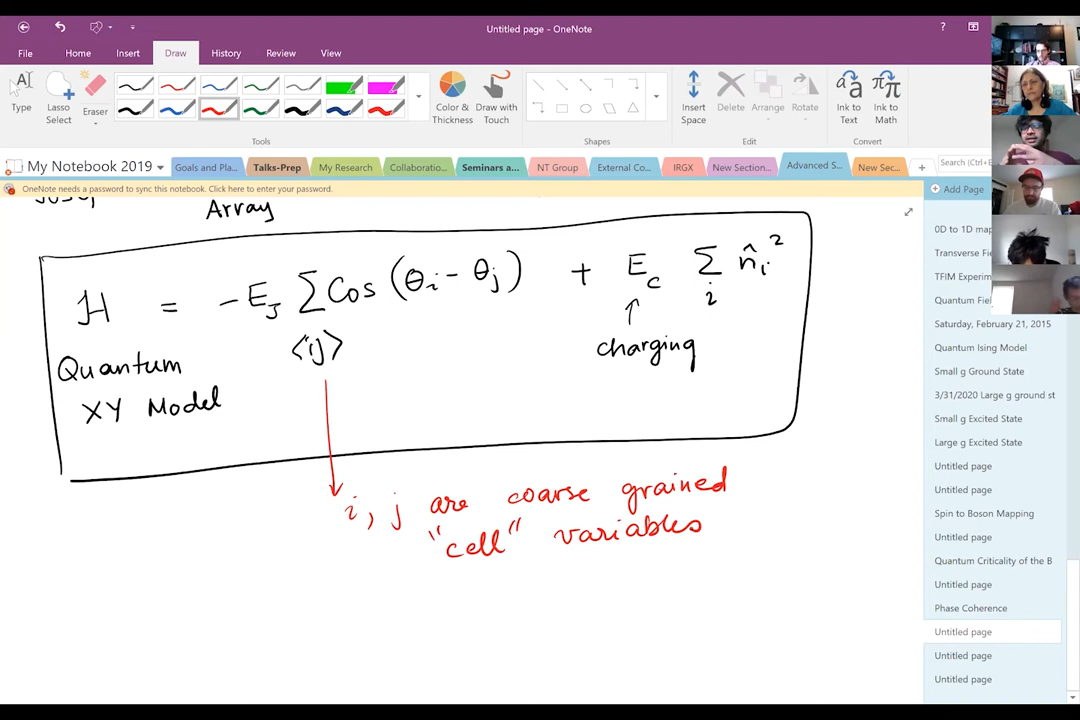 Untitled page - OneNote
?
File Home Insert Draw History Review View
Type
Lasso Select
Eraser
Color & Thickness
Draw with Touch
Insert Space
Delete
Arrange
Rotate
Ink to Text
Ink to Math
Tools
Shapes
Edit
Convert
My Notebook 2019
Goals and Pla...
Talks-Prep
My Research
Collaboratio...
Seminars a...
NT Group
External Co...
IRGX
New Section...
Advanced S...
New Sec...
+
Search (Ctrl+E
OneNote needs a password to sync this notebook. Click here to enter your password.
Add Page
Array
H = -E_J Σ Cos (θ_i - θ_j) + E_c Σ n̂_i^2
<ij> i
Quantum
XY Model
charging
i, j are coarse grained
"cell" variables
0D to 1D map
Transverse F
TFIM Experim
Quantum Fiel
Saturday, February 21, 2015
Quantum Ising Model
Small g Ground State
3/31/2020 Large g ground st
Small g Excited State
Large g Excited State
Untitled page
Untitled page
Spin to Boson Mapping
Untitled page
Quantum Criticality of the B
Untitled page
Phase Coherence
Untitled page
Untitled page
Untitled page